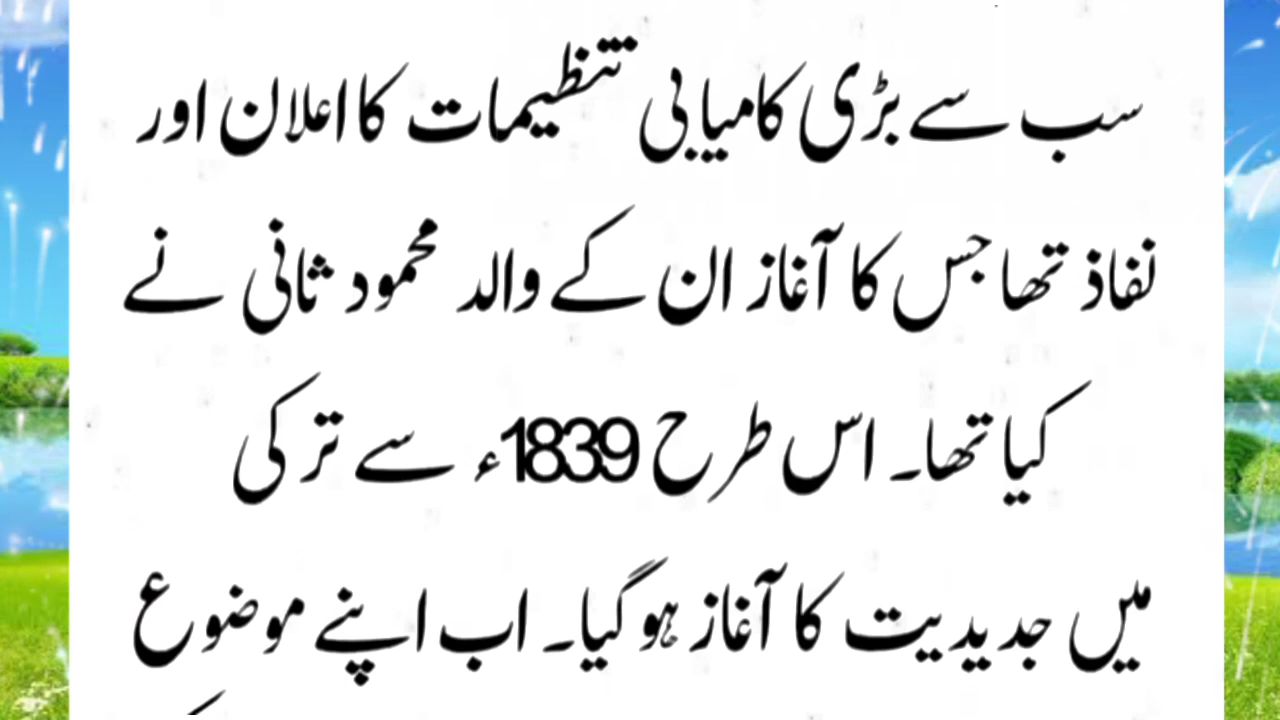 سب سے بڑی کامیابی تنظیمات کا اعلان اور
نفاذ تھا جس کا آغاز ان کے والد محمود ثانی نے
کیا تھا۔ اس طرح 1839ء سے ترکی
میں جدیدیت کا آغاز ہو گیا۔ اب اپنے موضوع